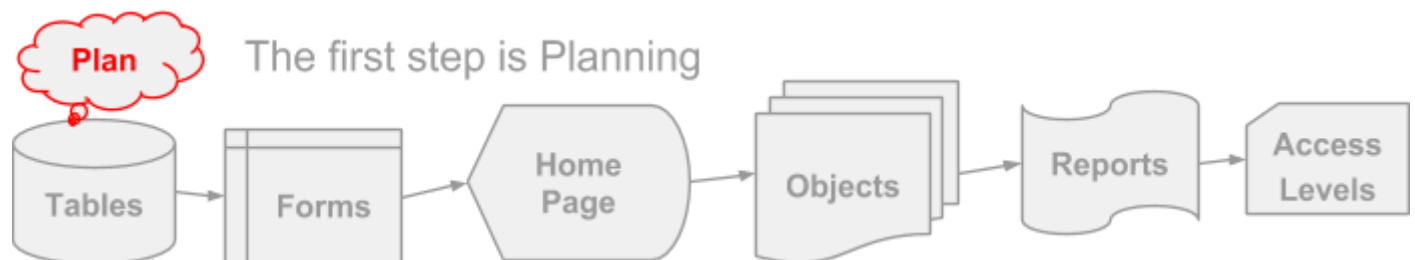 Plan
The first step is Planning
Tables
Forms
Home
Page
Objects
Reports
Access
Levels